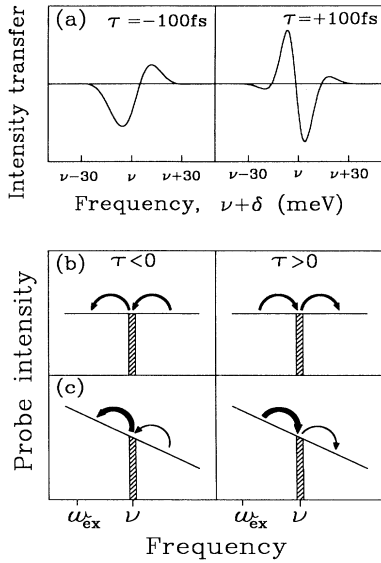 Intensity transfer
(a) τ = −100fs
τ = +100fs
ν−30 ν ν+30 ν−30 ν ν+30
Frequency, ν+δ (meV)
Probe intensity
(b) τ<0
τ>0
(c)
ω_ex ν ω_ex ν
Frequency